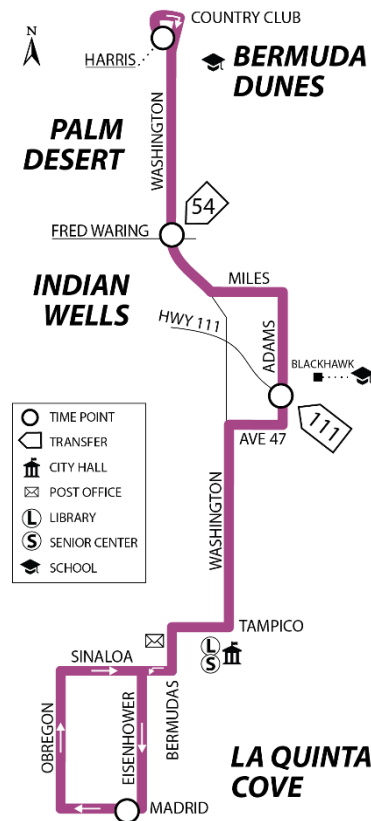 N
COUNTRY CLUB
HARRIS
BERMUDA
DUNES
PALM
DESERT
WASHINGTON
54
FRED WARING
INDIAN
WELLS
MILES
HWY 111
ADAMS
BLACKHAWK
111
AVE 47
TIME POINT
TRANSFER
CITY HALL
POST OFFICE
L LIBRARY
S SENIOR CENTER
SCHOOL
WASHINGTON
TAMPICO
L
S
SINALOA
OBREGON
EISENHOWER
BERMUDAS
LA QUINTA
COVE
MADRID